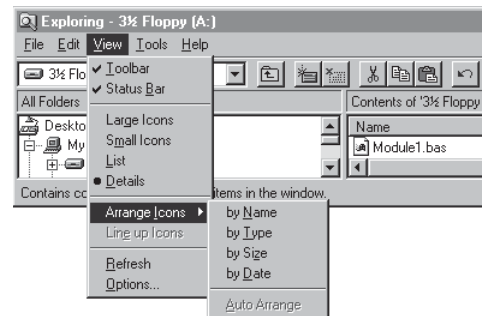 Exploring - 3½ Floppy (A:)
File Edit View Tools Help
3½ Flo
✓ Toolbar
✓ Status Bar
All Folders
Contents of '3½ Floppy
Large Icons
Name
Deskto
Small Icons
My
Module1.bas
List
• Details
Contains co
items in the window.
Arrange Icons
by Name
Line up Icons
by Type
by Size
Refresh
by Date
Options...
Auto Arrange